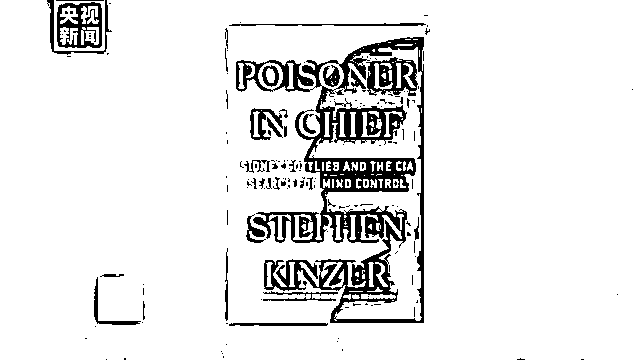 央视
新闻
POISONER
IN CHIEF
SIDNEY GOTTLIEB AND THE CIA
SEARCH FOR MIND CONTROL
STEPHEN
KINZER